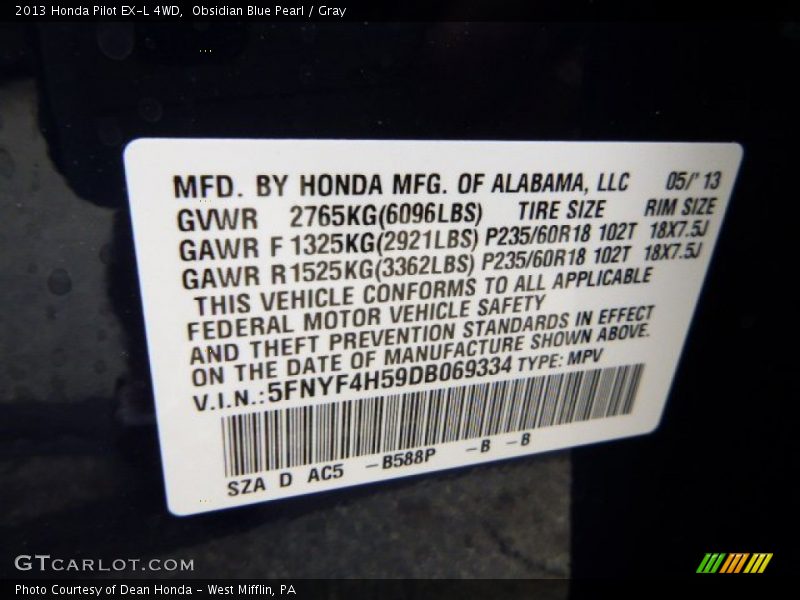 2013 Honda Pilot EX-L 4WD, Obsidian Blue Pearl / Gray
MFD. BY HONDA MFG. OF ALABAMA, LLC 05/'13
GVWR 2765KG(6096LBS) TIRE SIZE RIM SIZE
GAWR F 1325KG(2921LBS) P235/60R18 102T 18X7.5J
GAWR R 1525KG(3362LBS) P235/60R18 102T 18X7.5J
THIS VEHICLE CONFORMS TO ALL APPLICABLE
FEDERAL MOTOR VEHICLE SAFETY
AND THEFT PREVENTION STANDARDS IN EFFECT
ON THE DATE OF MANUFACTURE SHOWN ABOVE.
V.I.N.:5FNYF4H59DB069334 TYPE: MPV
SZA D AC5 -B588P -B -B
GTCARLOT.COM
Photo Courtesy of Dean Honda - West Mifflin, PA